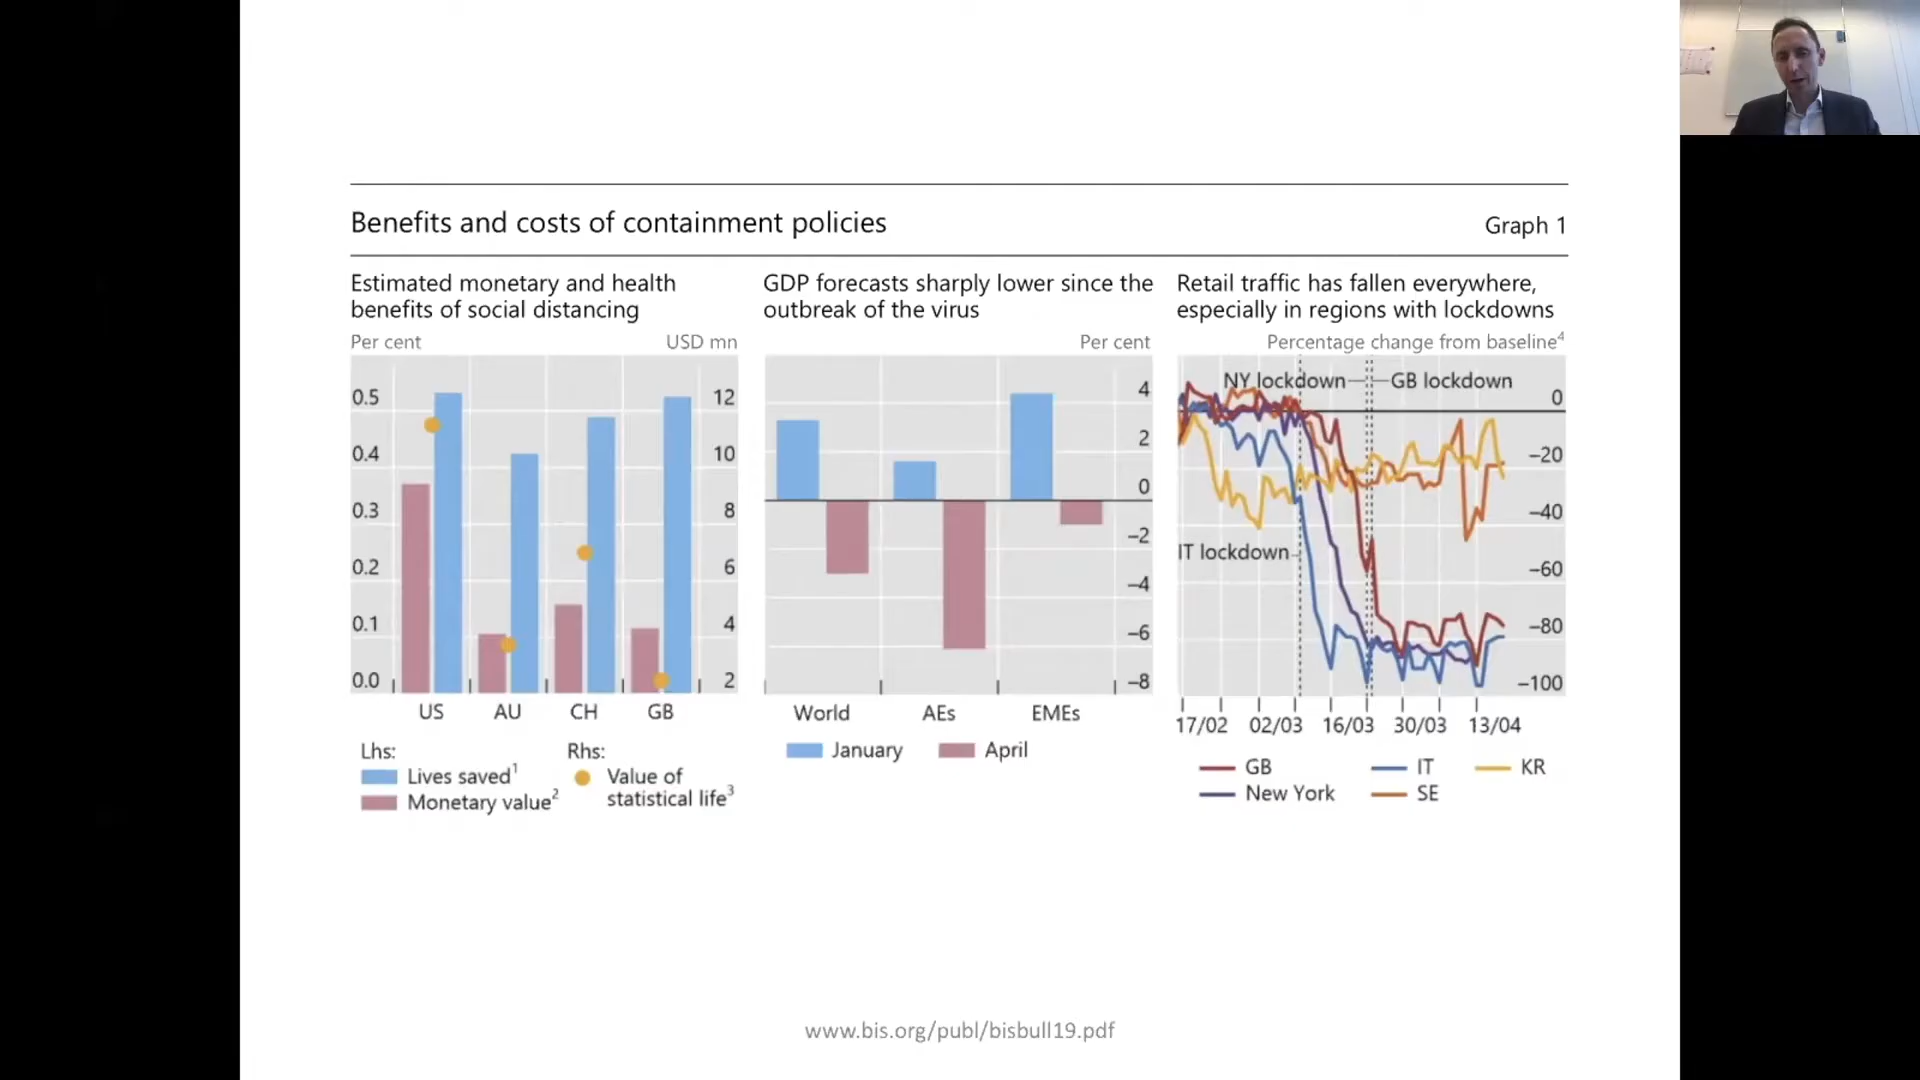 Benefits and costs of containment policies
Graph 1
Estimated monetary and health
benefits of social distancing
Per cent
USD mn
0.5
0.4
0.3
0.2
0.1
0.0
12
10
8
6
4
2
US
AU
CH
GB
Lhs:
Lives saved¹
Monetary value²
Rhs:
Value of
statistical life³
GDP forecasts sharply lower since the
outbreak of the virus
Per cent
4
2
0
–2
–4
–6
–8
World
AEs
EMEs
January
April
Retail traffic has fallen everywhere,
especially in regions with lockdowns
Percentage change from baseline⁴
NY lockdown
GB lockdown
IT lockdown
0
–20
–40
–60
–80
–100
17/02
02/03
16/03
30/03
13/04
GB
IT
KR
New York
SE
www.bis.org/publ/bisbull19.pdf